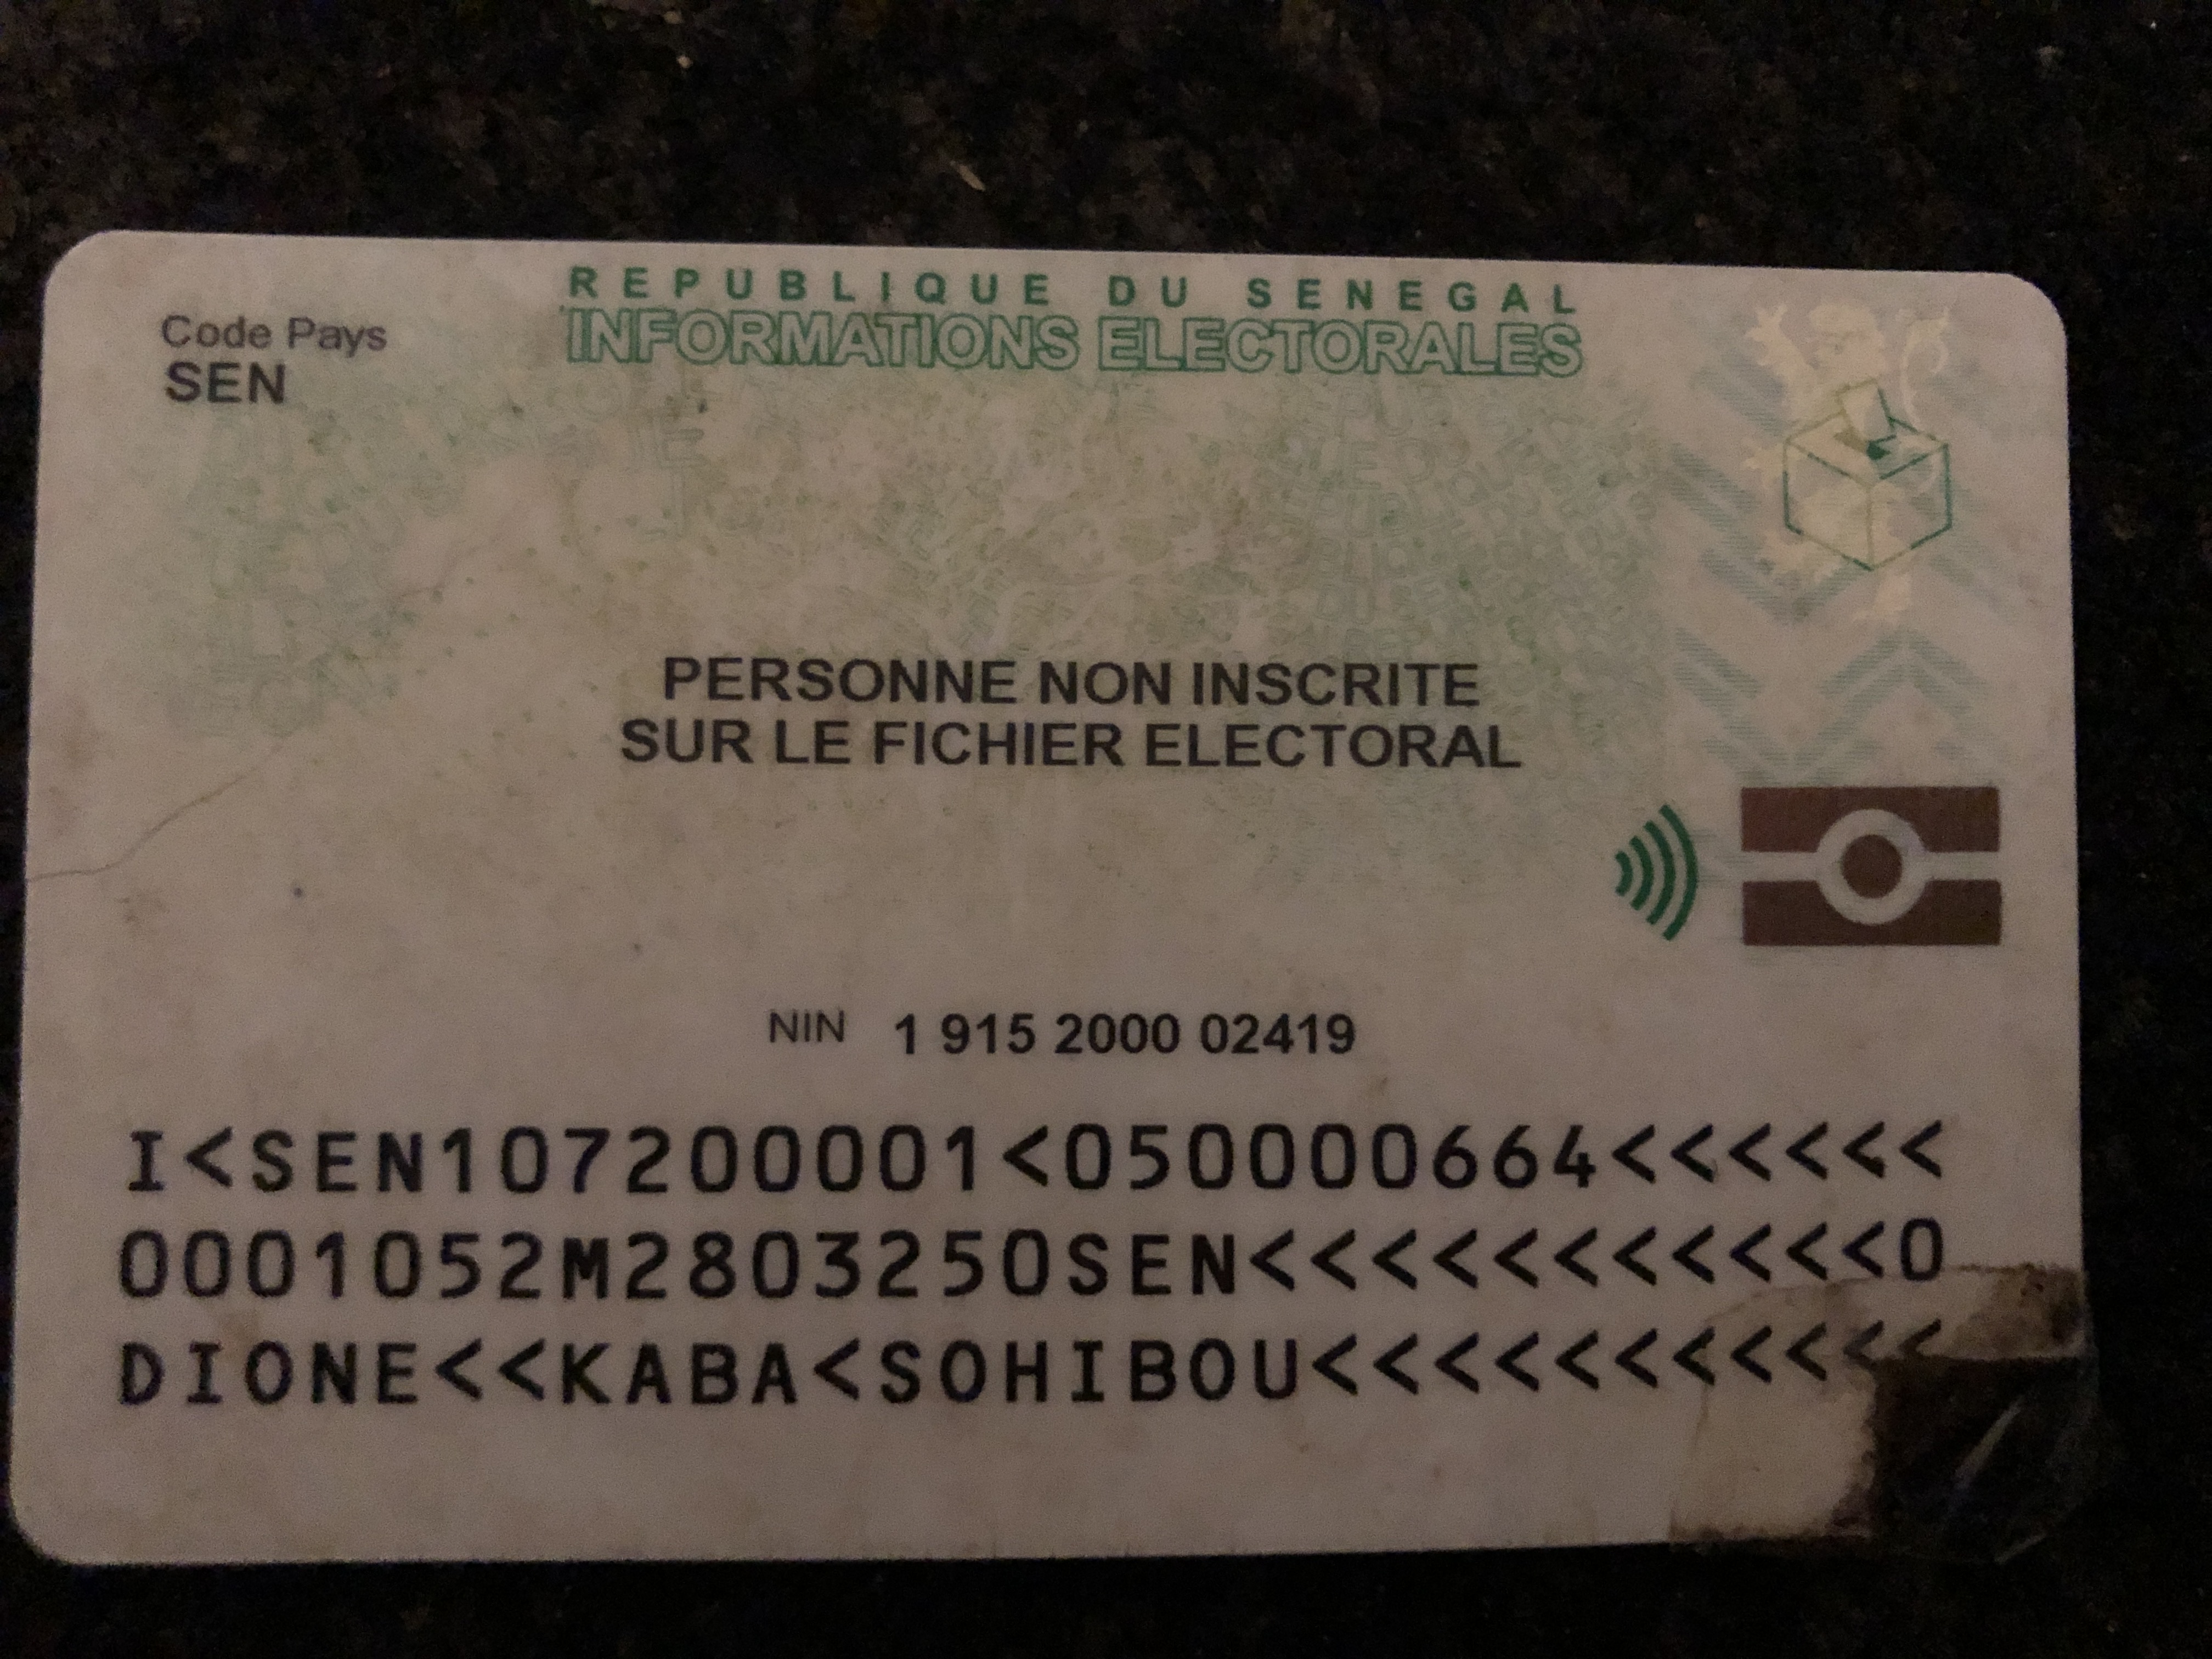 REPUBLIQUE DU SENEGAL
INFORMATIONS ELECTORALES
Code Pays
SEN
PERSONNE NON INSCRITE
SUR LE FICHIER ELECTORAL
NIN 1 915 2000 02419
I<SEN107200001<050000664<<<<<<
0001052M2803250SEN<<<<<<<<<<<0
DIONE<<KABA<SOHIBOU<<<<<<<<<<<